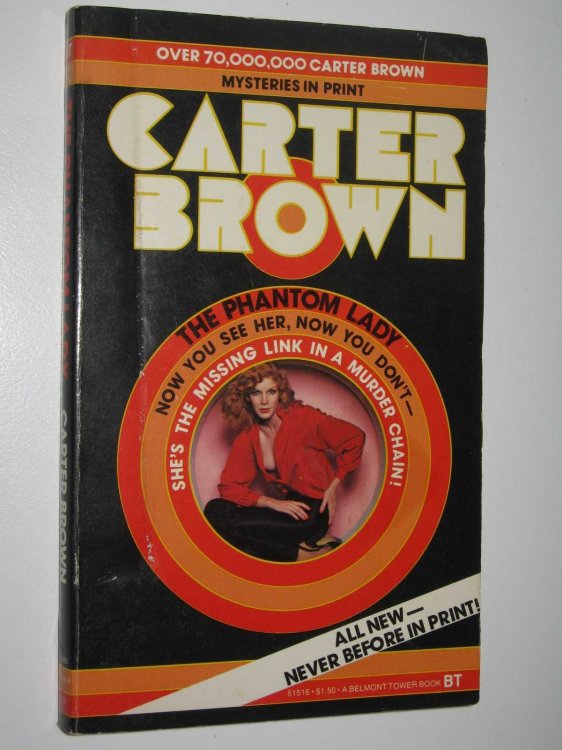 OVER 70,000,000 CARTER BROWN
MYSTERIES IN PRINT
CARTER
BROWN
THE PHANTOM LADY
NOW YOU SEE HER, NOW YOU DON'T—
SHE'S THE MISSING LINK IN A MURDER CHAIN!
ALL NEW—
NEVER BEFORE IN PRINT!
51516 • $1.50 • A BELMONT TOWER BOOK BT
BT
THE PHANTOM LADY
CARTER BROWN